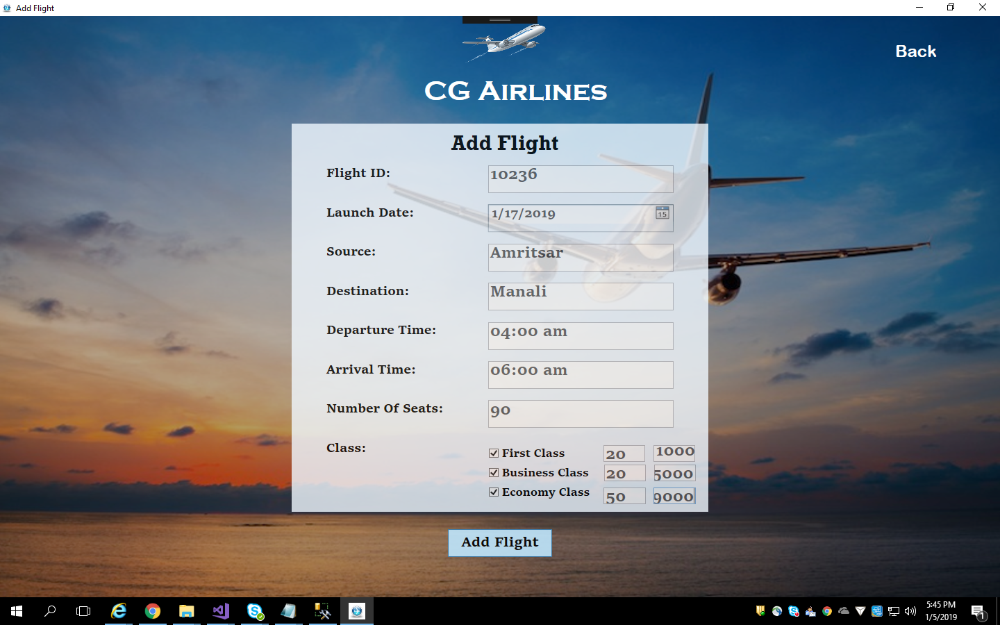 Add Flight
Back
CG Airlines
Add Flight
Flight ID: 10236
Launch Date: 1/17/2019 15
Source: Amritsar
Destination: Manali
Departure Time: 04:00 am
Arrival Time: 06:00 am
Number Of Seats: 90
Class: First Class 20 1000
Business Class 20 5000
Economy Class 50 9000
Add Flight
5:45 PM
1/5/2019
1